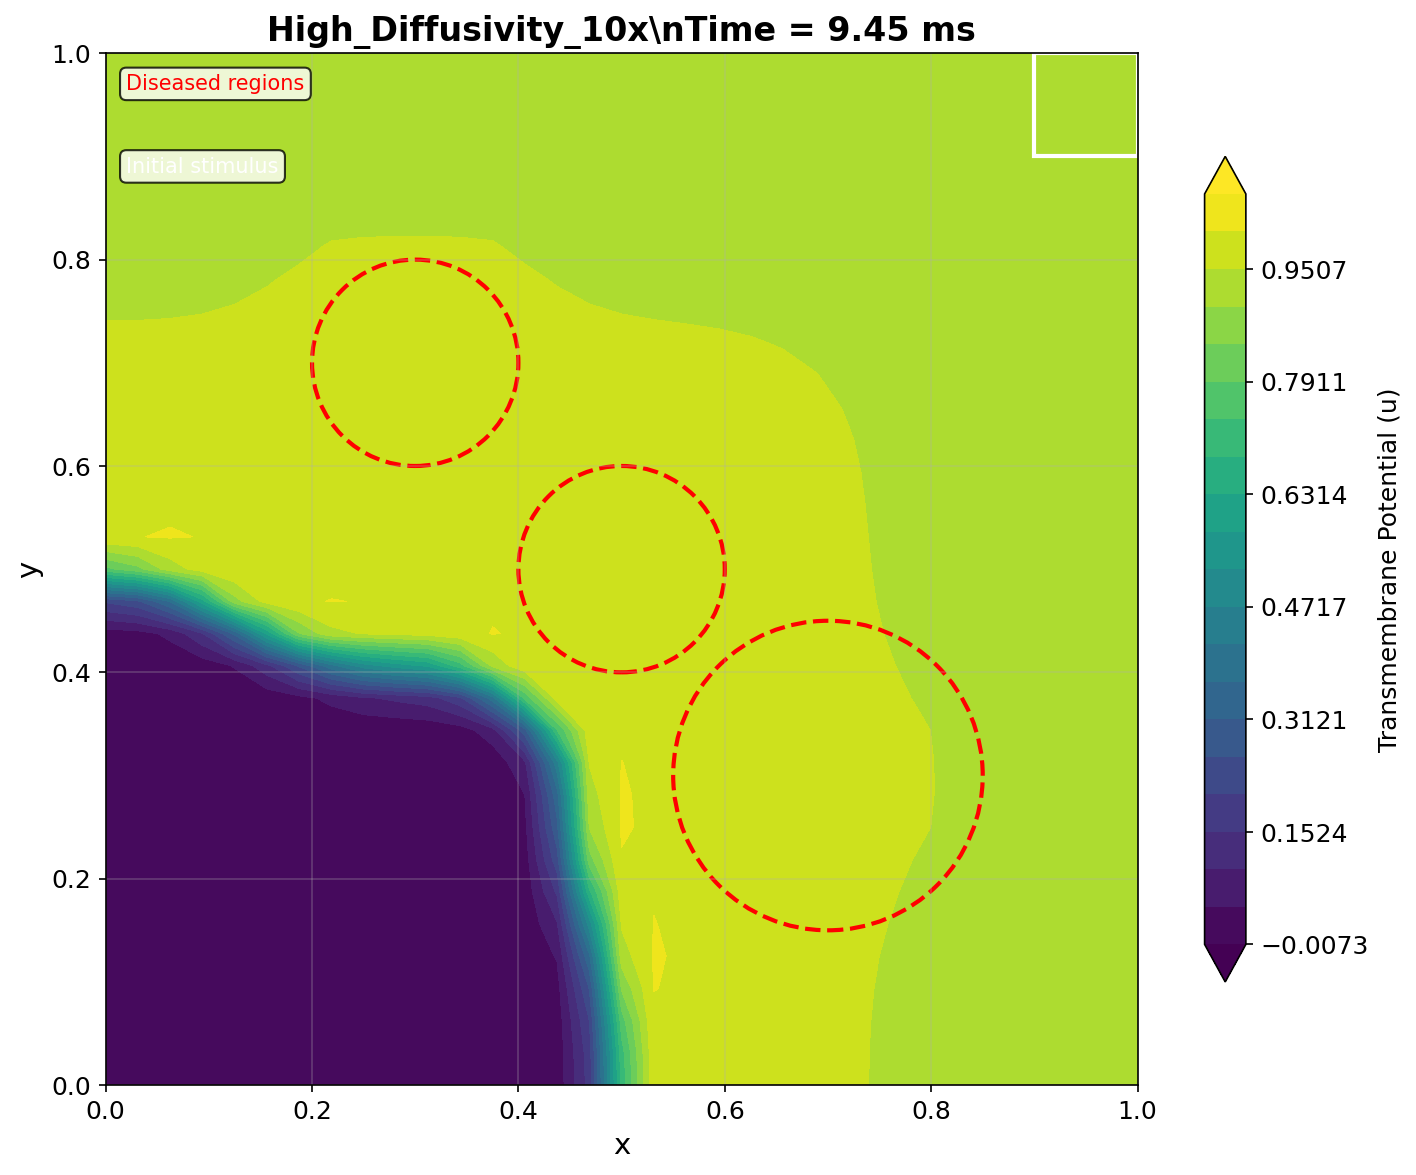 High_Diffusivity_10x\nTime = 9.45 ms
Diseased regions
Initial stimulus
1.0
0.8
0.6
0.4
0.2
0.0
y
0.0 0.2 0.4 0.6 0.8 1.0
x
0.9507
0.7911
0.6314
0.4717
0.3121
0.1524
−0.0073
Transmembrane Potential (u)